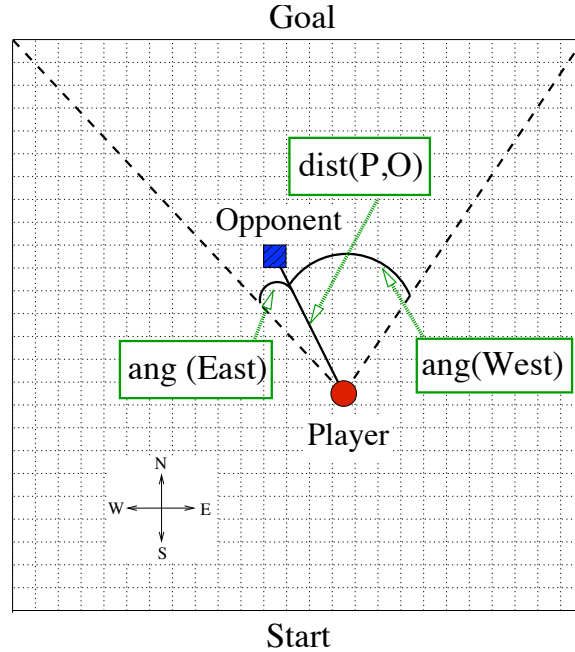 Goal
dist(P,O)
Opponent
ang (East)
ang(West)
Player
N
W
E
S
Start